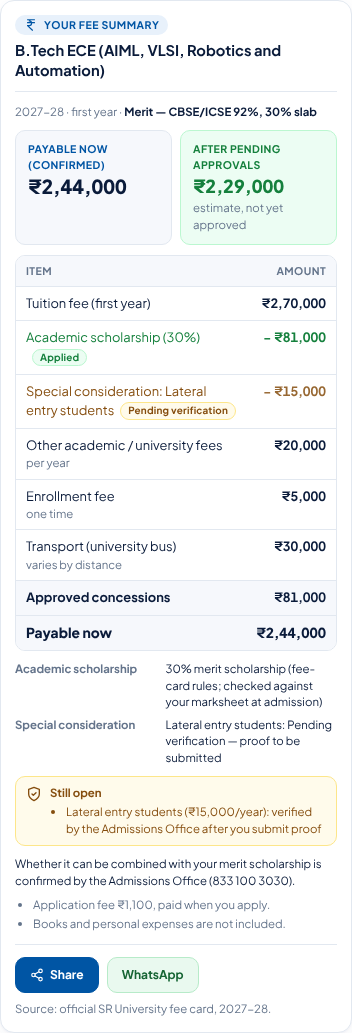 ₹ YOUR FEE SUMMARY
B.Tech ECE (AIML, VLSI, Robotics and
Automation)
2027–28 · first year · Merit — CBSE/ICSE 92%, 30% slab
PAYABLE NOW
(CONFIRMED)
₹2,44,000
AFTER PENDING
APPROVALS
₹2,29,000
estimate, not yet
approved
ITEM AMOUNT
Tuition fee (first year) ₹2,70,000
Academic scholarship (30%) – ₹81,000
Applied
Special consideration: Lateral – ₹15,000
entry students Pending verification
Other academic / university fees ₹20,000
per year
Enrollment fee ₹5,000
one time
Transport (university bus) ₹30,000
varies by distance
Approved concessions ₹81,000
Payable now ₹2,44,000
Academic scholarship 30% merit scholarship (fee-
card rules; checked against
your marksheet at admission)
Special consideration Lateral entry students: Pending
verification — proof to be
submitted
Still open
• Lateral entry students (₹15,000/year): verified
by the Admissions Office after you submit proof
Whether it can be combined with your merit scholarship is
confirmed by the Admissions Office (833 100 3030).
• Application fee ₹1,100, paid when you apply.
• Books and personal expenses are not included.
Share WhatsApp
Source: official SR University fee card, 2027–28.